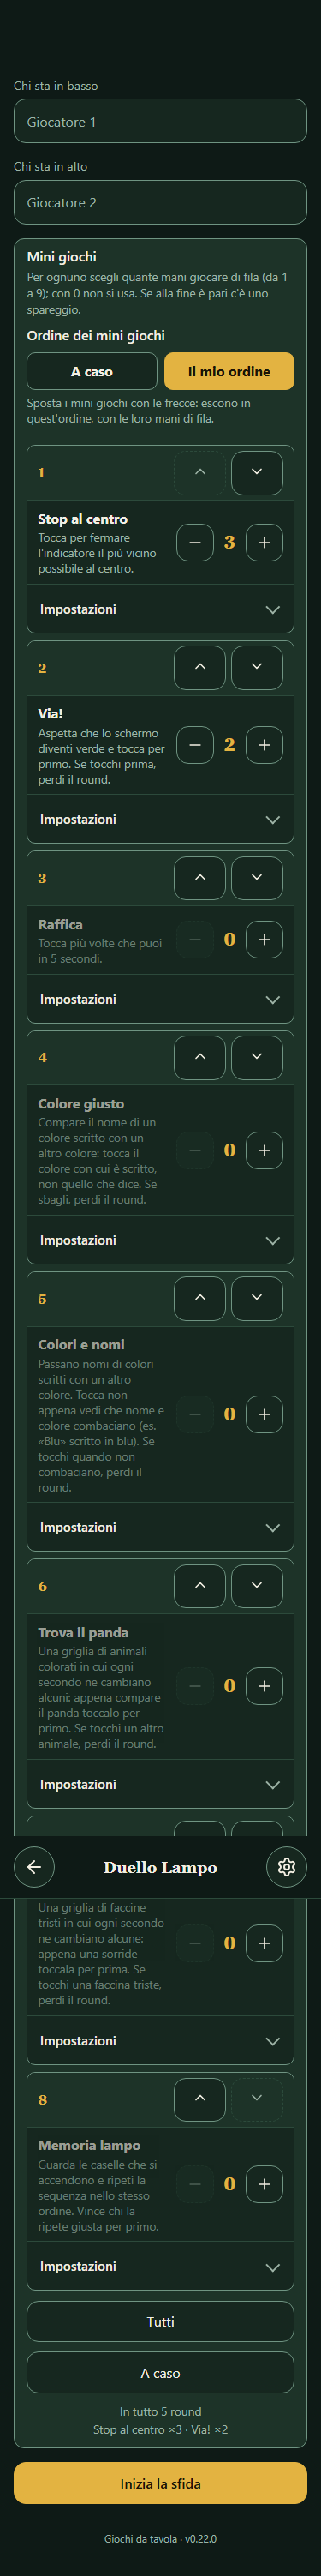 Chi sta in basso
Giocatore 1
Chi sta in alto
Giocatore 2
Mini giochi
Per ognuno scegli quante mani giocare di fila (da 1
a 9); con 0 non si usa. Se alla fine è pari c'è uno
spareggio.
Ordine dei mini giochi
A caso
Il mio ordine
Sposta i mini giochi con le frecce: escono in
quest'ordine, con le loro mani di fila.
1
Stop al centro
Tocca per fermare
l'indicatore il più vicino
possibile al centro.
− 3 +
Impostazioni
2
Via!
Aspetta che lo schermo
diventi verde e tocca per
primo. Se tocchi prima,
perdi il round.
− 2 +
Impostazioni
3
Raffica
Tocca più volte che puoi
in 5 secondi.
− 0 +
Impostazioni
4
Colore giusto
Compare il nome di un
colore scritto con un
altro colore: tocca il
colore con cui è scritto,
non quello che dice. Se
sbagli, perdi il round.
− 0 +
Impostazioni
5
Colori e nomi
Passano nomi di colori
scritti con un altro
colore. Tocca non
appena vedi che nome e
colore combaciano (es.
«Blu» scritto in blu). Se
tocchi quando non
combaciano, perdi il
round.
− 0 +
Impostazioni
6
Trova il panda
Una griglia di animali
colorati in cui ogni
secondo ne cambiano
alcuni: appena compare
il panda toccalo per
primo. Se tocchi un altro
animale, perdi il round.
− 0 +
Impostazioni
Duello Lampo
Una griglia di faccine
tristi in cui ogni secondo
ne cambiano alcune:
appena una sorride
toccala per prima. Se
tocchi una faccina triste,
perdi il round.
− 0 +
Impostazioni
8
Memoria lampo
Guarda le caselle che si
accendono e ripeti la
sequenza nello stesso
ordine. Vince chi la
ripete giusta per primo.
− 0 +
Impostazioni
Tutti
A caso
In tutto 5 round
Stop al centro ×3 · Via! ×2
Inizia la sfida
Giochi da tavola · v0.22.0